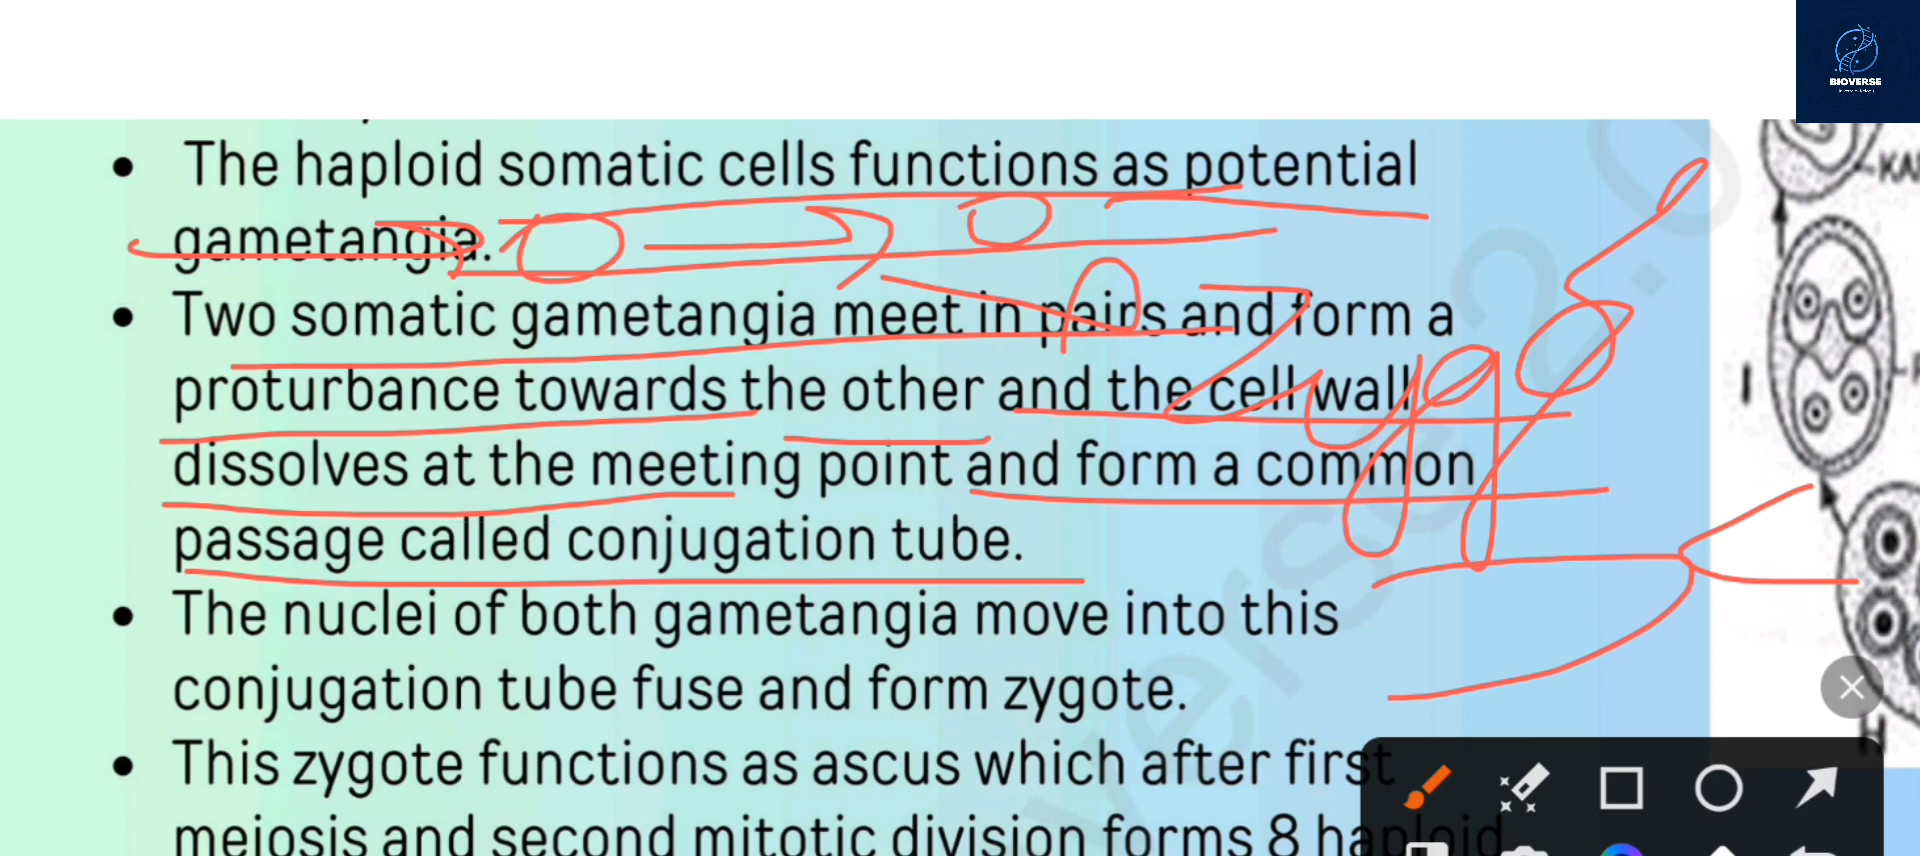 BIOVERSE
• The haploid somatic cells functions as potential
gametangia.
• Two somatic gametangia meet in pairs and form a
proturbance towards the other and the cell wall
dissolves at the meeting point and form a common
passage called conjugation tube.
• The nuclei of both gametangia move into this
conjugation tube fuse and form zygote.
• This zygote functions as ascus which after first
meiosis and second mitotic division forms 8 haploid
Zygo
KA
I
H